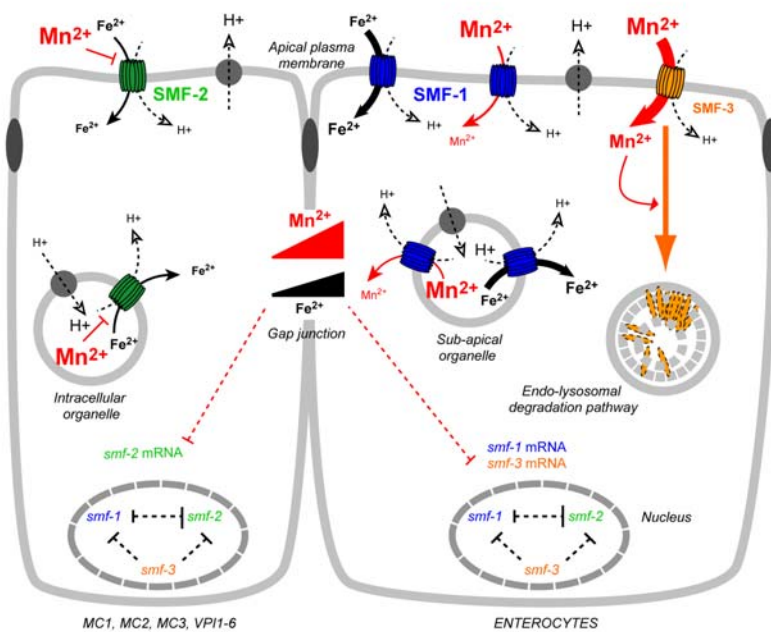 Mn²⁺
Fe²⁺
H+
SMF-2
Fe²⁺
H+
Apical plasma
membrane
Fe²⁺
SMF-1
Fe²⁺
H+
Mn²⁺
Mn²⁺
H+
H+
Mn²⁺
SMF-3
Mn²⁺
H+
H+
H+
Fe²⁺
H+
Mn²⁺
Fe²⁺
Intracellular
organelle
Mn²⁺
Fe²⁺
Gap junction
H+
H+
H+
Mn²⁺
Mn²⁺
Fe²⁺
Fe²⁺
Sub-apical
organelle
Endo-lysosomal
degradation pathway
smf-2 mRNA
smf-1 mRNA
smf-3 mRNA
smf-1
smf-2
smf-3
smf-1
smf-2
smf-3
Nucleus
MC1, MC2, MC3, VPI1-6
ENTEROCYTES